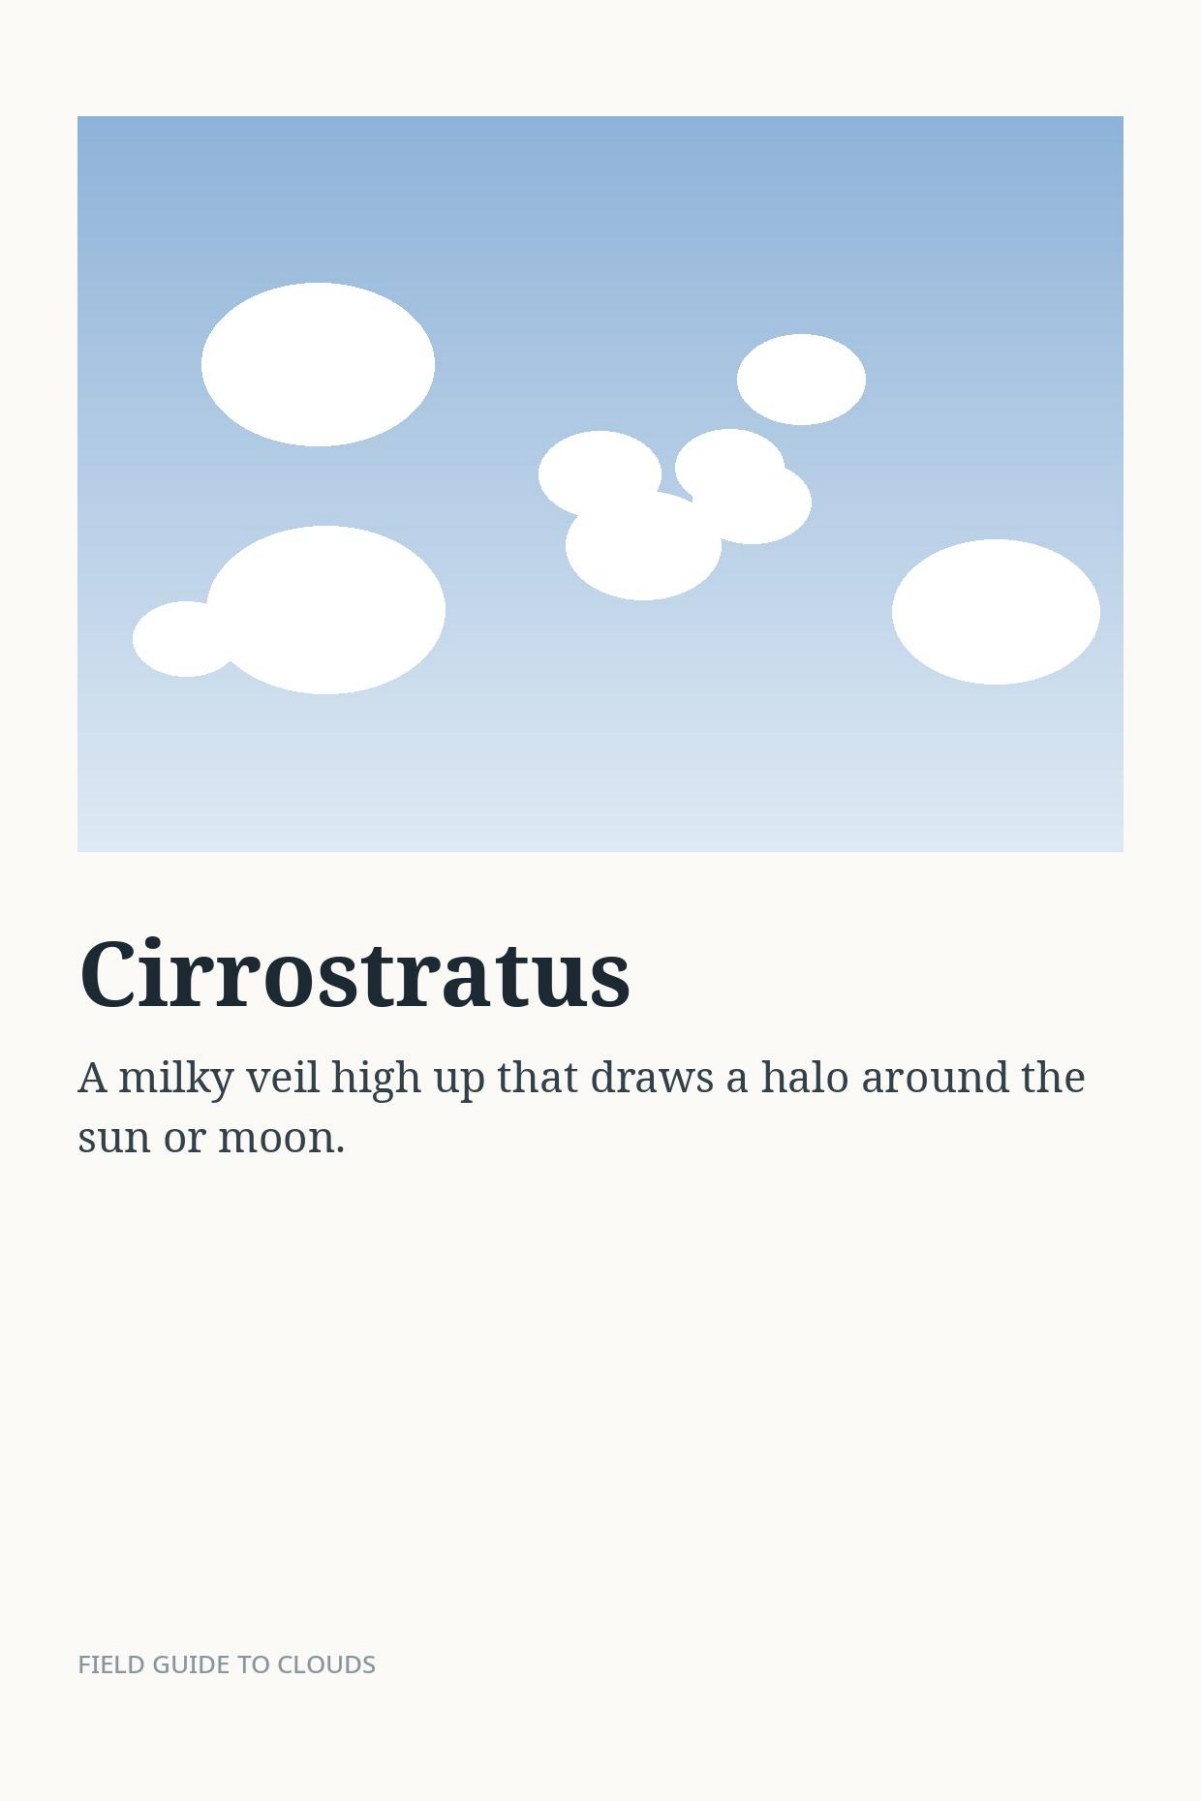 Cirrostratus
A milky veil high up that draws a halo around the
sun or moon.
FIELD GUIDE TO CLOUDS